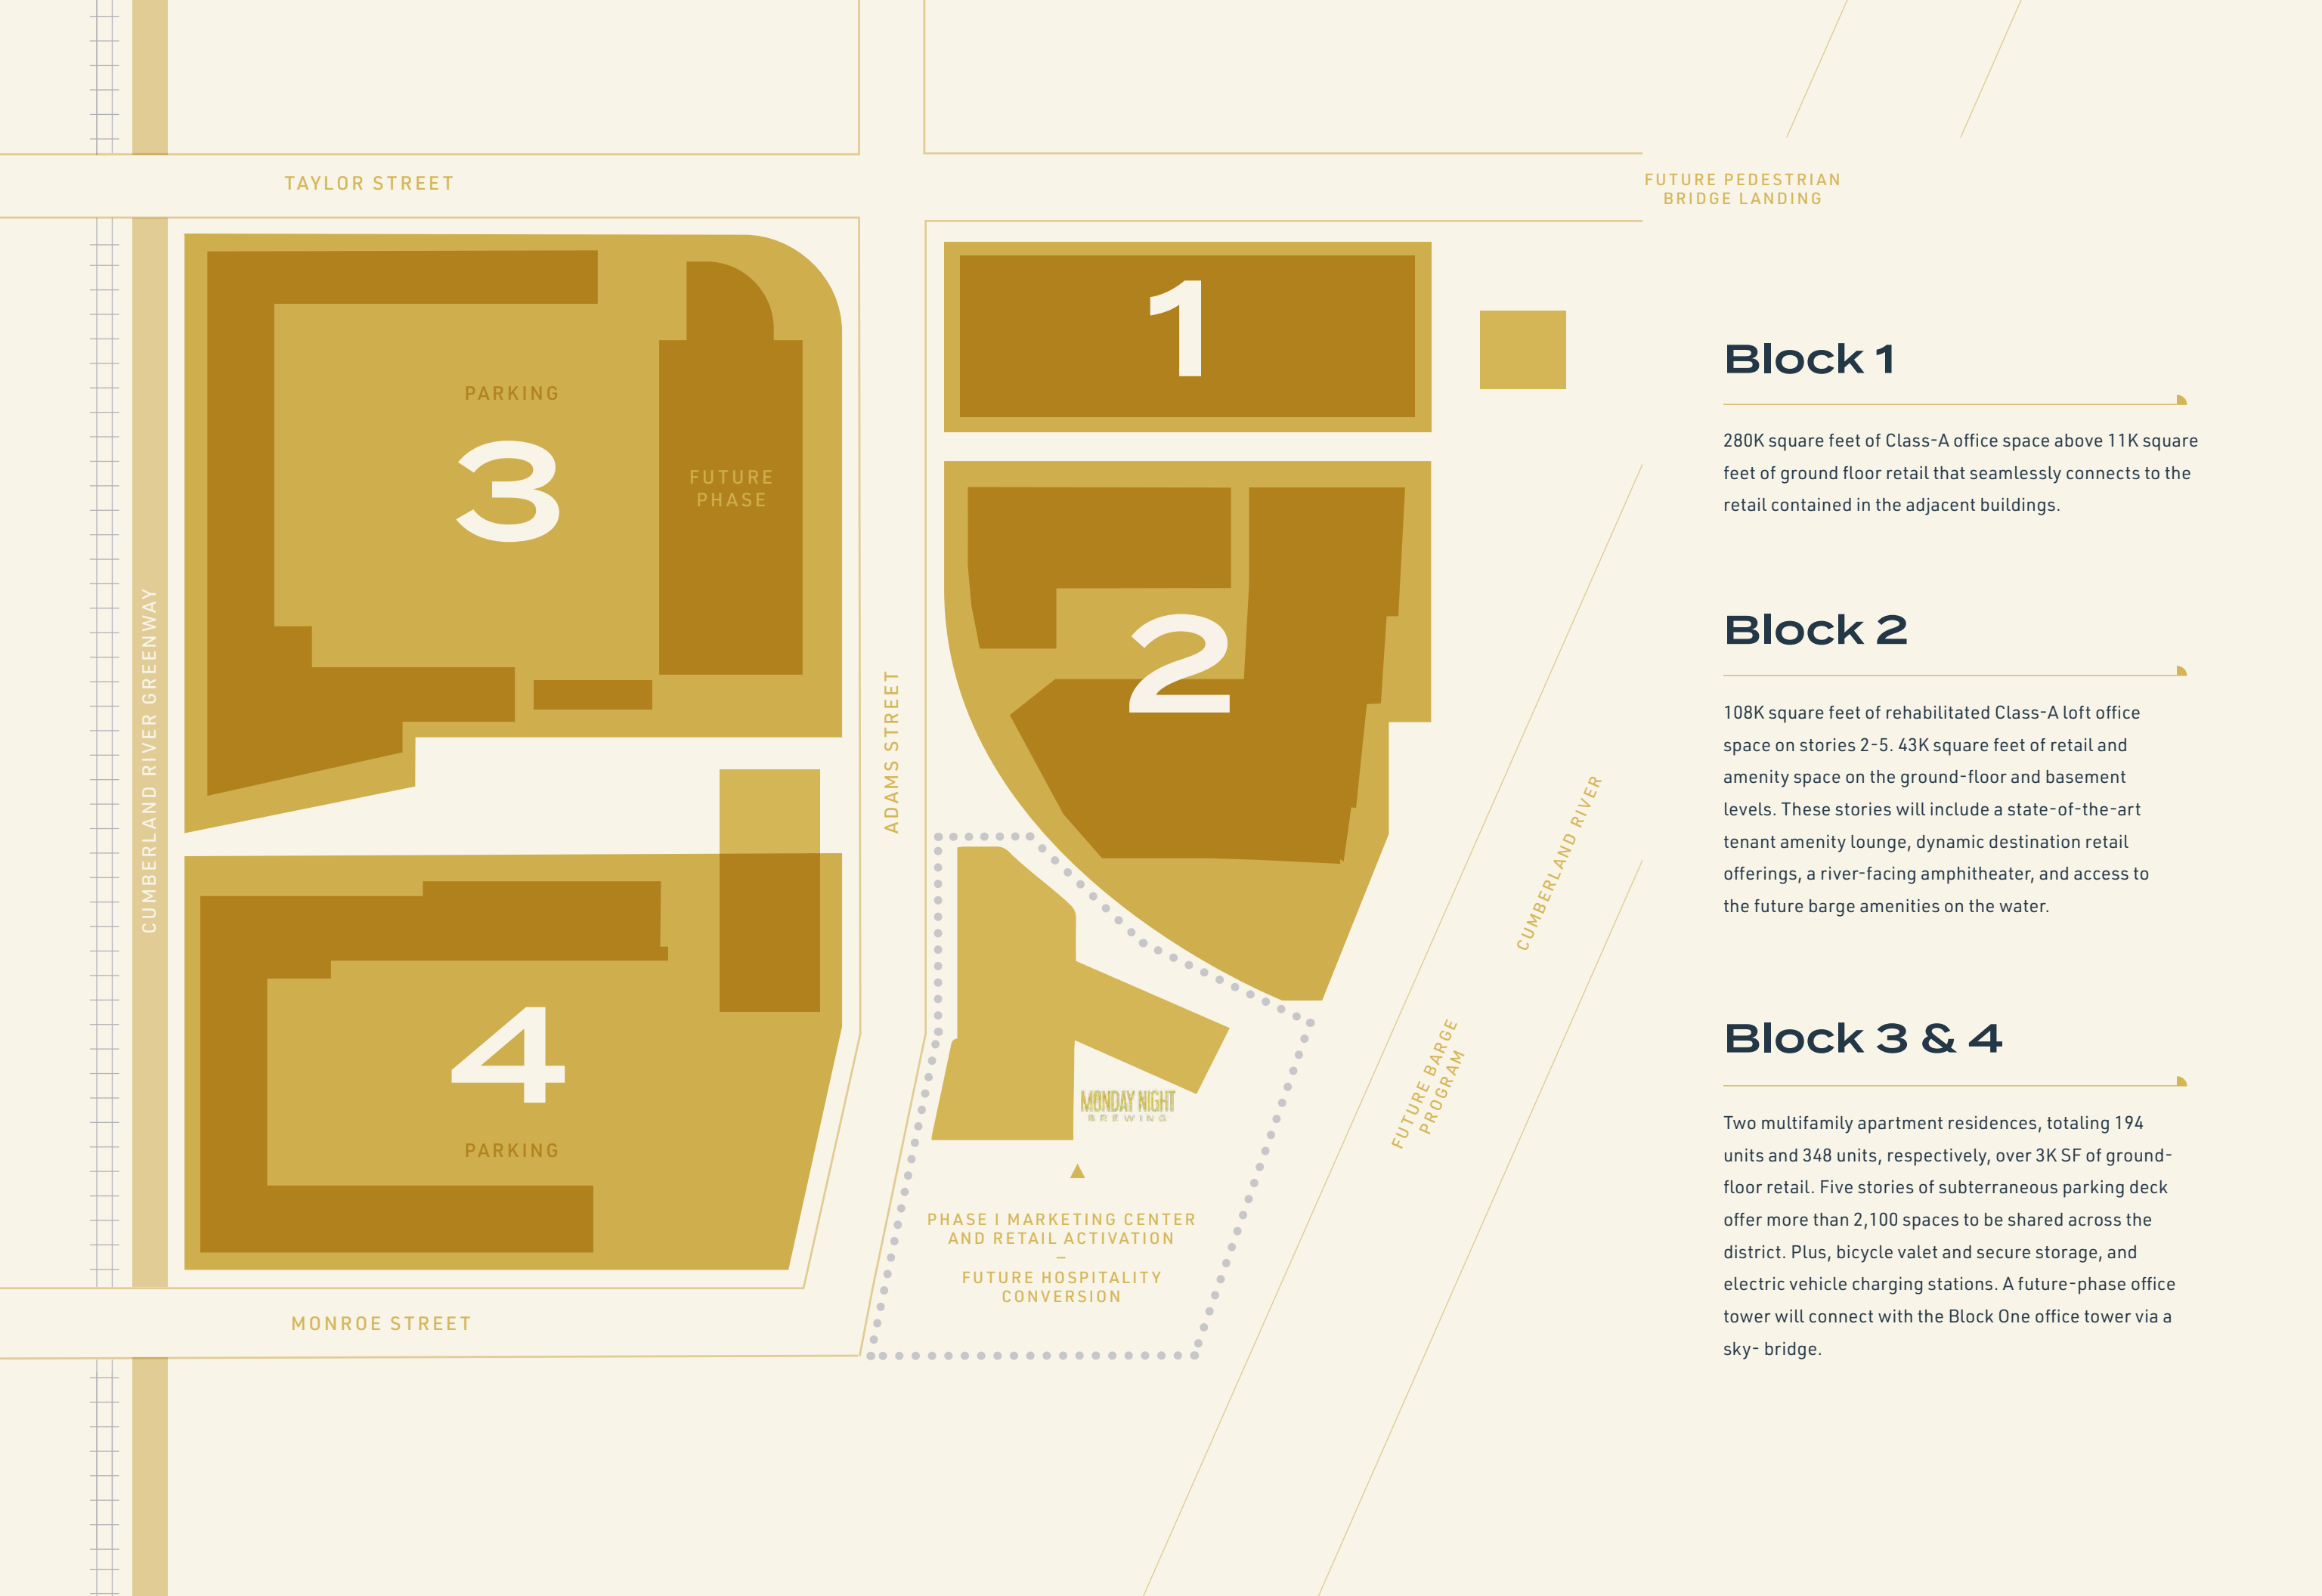 TAYLOR STREET
FUTURE PEDESTRIAN
BRIDGE LANDING
1
PARKING
3
FUTURE
PHASE
2
CUMBERLAND RIVER GREENWAY
ADAMS STREET
CUMBERLAND RIVER
4
PARKING
FUTURE BARGE
PROGRAM
MONDAY NIGHT
BREWING
PHASE I MARKETING CENTER
AND RETAIL ACTIVATION
–
FUTURE HOSPITALITY
CONVERSION
MONROE STREET
Block 1
280K square feet of Class-A office space above 11K square
feet of ground floor retail that seamlessly connects to the
retail contained in the adjacent buildings.
Block 2
108K square feet of rehabilitated Class-A loft office
space on stories 2-5. 43K square feet of retail and
amenity space on the ground-floor and basement
levels. These stories will include a state-of-the-art
tenant amenity lounge, dynamic destination retail
offerings, a river-facing amphitheater, and access to
the future barge amenities on the water.
Block 3 & 4
Two multifamily apartment residences, totaling 194
units and 348 units, respectively, over 3K SF of ground-
floor retail. Five stories of subterraneous parking deck
offer more than 2,100 spaces to be shared across the
district. Plus, bicycle valet and secure storage, and
electric vehicle charging stations. A future-phase office
tower will connect with the Block One office tower via a
sky- bridge.